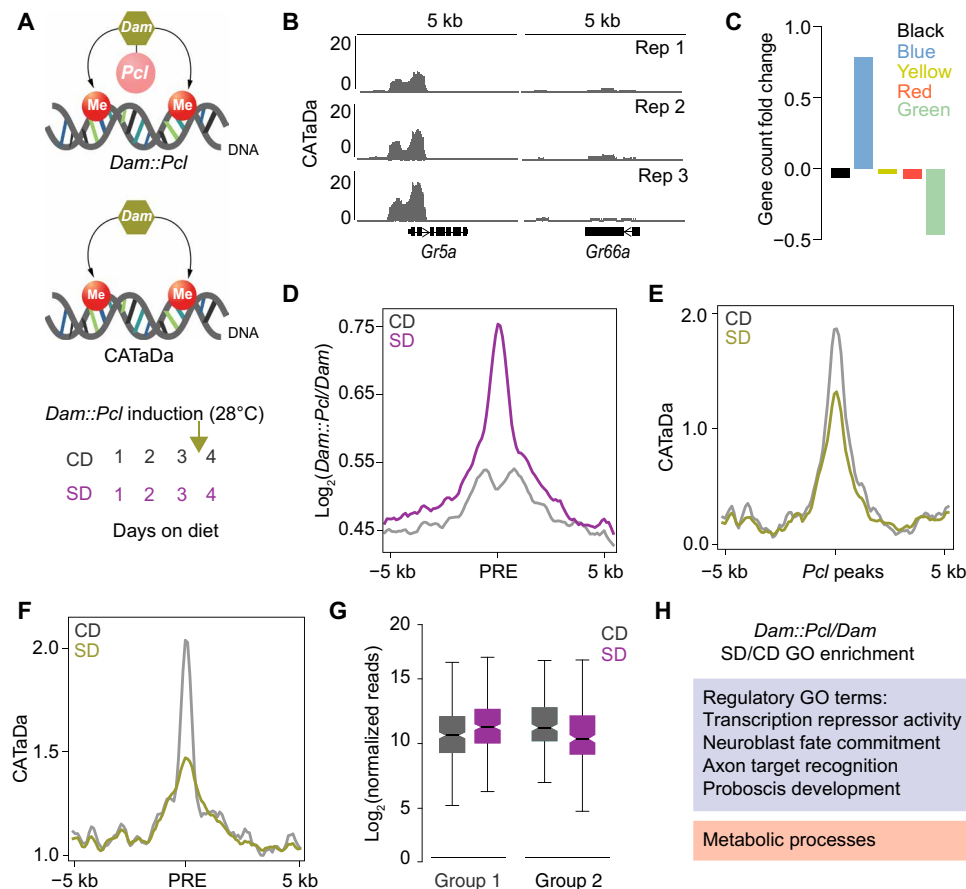 A
Dam
Pcl
Me
Me
DNA
Dam::Pcl
Dam
Me
Me
DNA
CATaDa
Dam::Pcl induction (28°C)
CD 1 2 3 4
SD 1 2 3 4
Days on diet
B
5 kb 5 kb
CATaDa
20
0
Rep 1
20
0
Rep 2
20
0
Rep 3
Gr5a Gr66a
C
Gene count fold change
1.0
0.5
0.0
−0.5
Black
Blue
Yellow
Red
Green
D
CD
SD
Log2(Dam::Pcl/Dam)
0.75
0.65
0.55
0.45
−5 kb PRE 5 kb
E
CD
SD
CATaDa
2.0
1.0
0.0
−5 kb Pcl peaks 5 kb
F
CD
SD
CATaDa
2.0
1.5
1.0
−5 kb PRE 5 kb
G
CD
SD
Log2(normalized reads)
20
15
10
5
0
Group 1 Group 2
H
Dam::Pcl/Dam
SD/CD GO enrichment
Regulatory GO terms:
Transcription repressor activity
Neuroblast fate commitment
Axon target recognition
Proboscis development
Metabolic processes